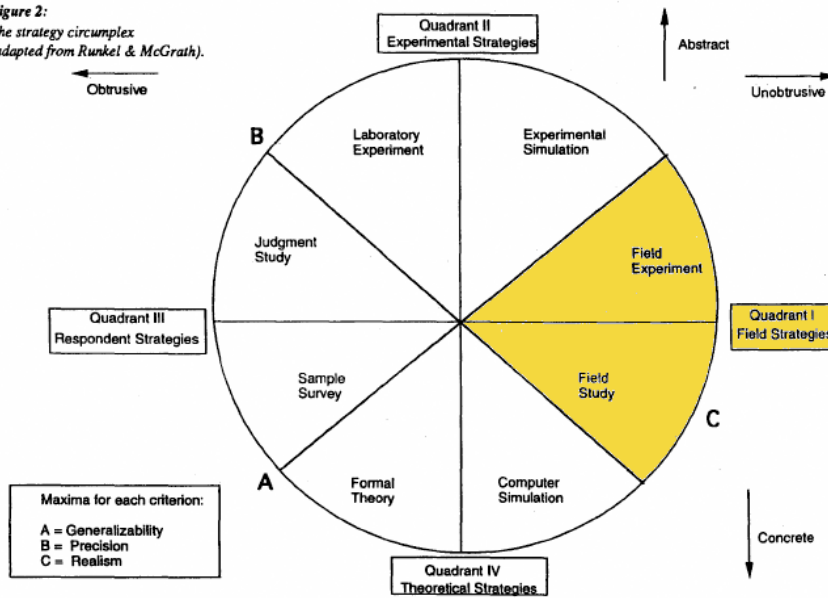 igure 2:
he strategy circumplex
adapted from Runkel & McGrath).
Obtrusive
Quadrant II
Experimental Strategies
Abstract
Unobtrusive
B
Laboratory
Experiment
Experimental
Simulation
Judgment
Study
Field
Experiment
Quadrant III
Respondent Strategies
Quadrant I
Field Strategies
Sample
Survey
Field
Study
C
A
Formal
Theory
Computer
Simulation
Maxima for each criterion:
A = Generalizability
B = Precision
C = Realism
Concrete
Quadrant IV
Theoretical Strategies